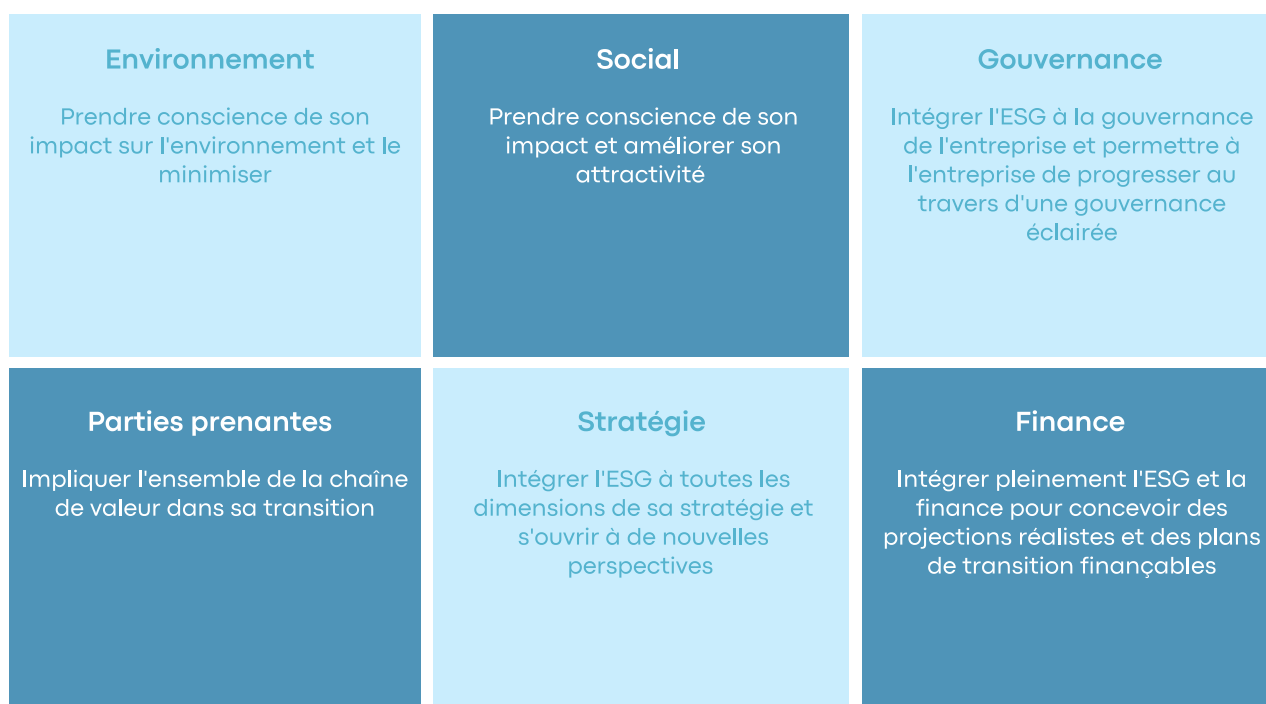 Environnement
Prendre conscience de son
impact sur l'environnement et le
minimiser
Social
Prendre conscience de son
impact et améliorer son
attractivité
Gouvernance
Intégrer l'ESG à la gouvernance
de l'entreprise et permettre à
l'entreprise de progresser au
travers d'une gouvernance
éclairée
Parties prenantes
Impliquer l'ensemble de la chaîne
de valeur dans sa transition
Stratégie
Intégrer l'ESG à toutes les
dimensions de sa stratégie et
s'ouvrir à de nouvelles
perspectives
Finance
Intégrer pleinement l'ESG et la
finance pour concevoir des
projections réalistes et des plans
de transition finançables